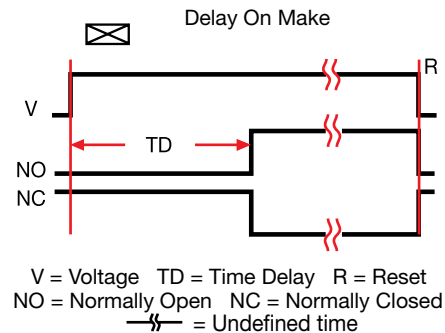 Delay On Make
R
V
TD
NO
NC
V = Voltage TD = Time Delay R = Reset
NO = Normally Open NC = Normally Closed
= Undefined time